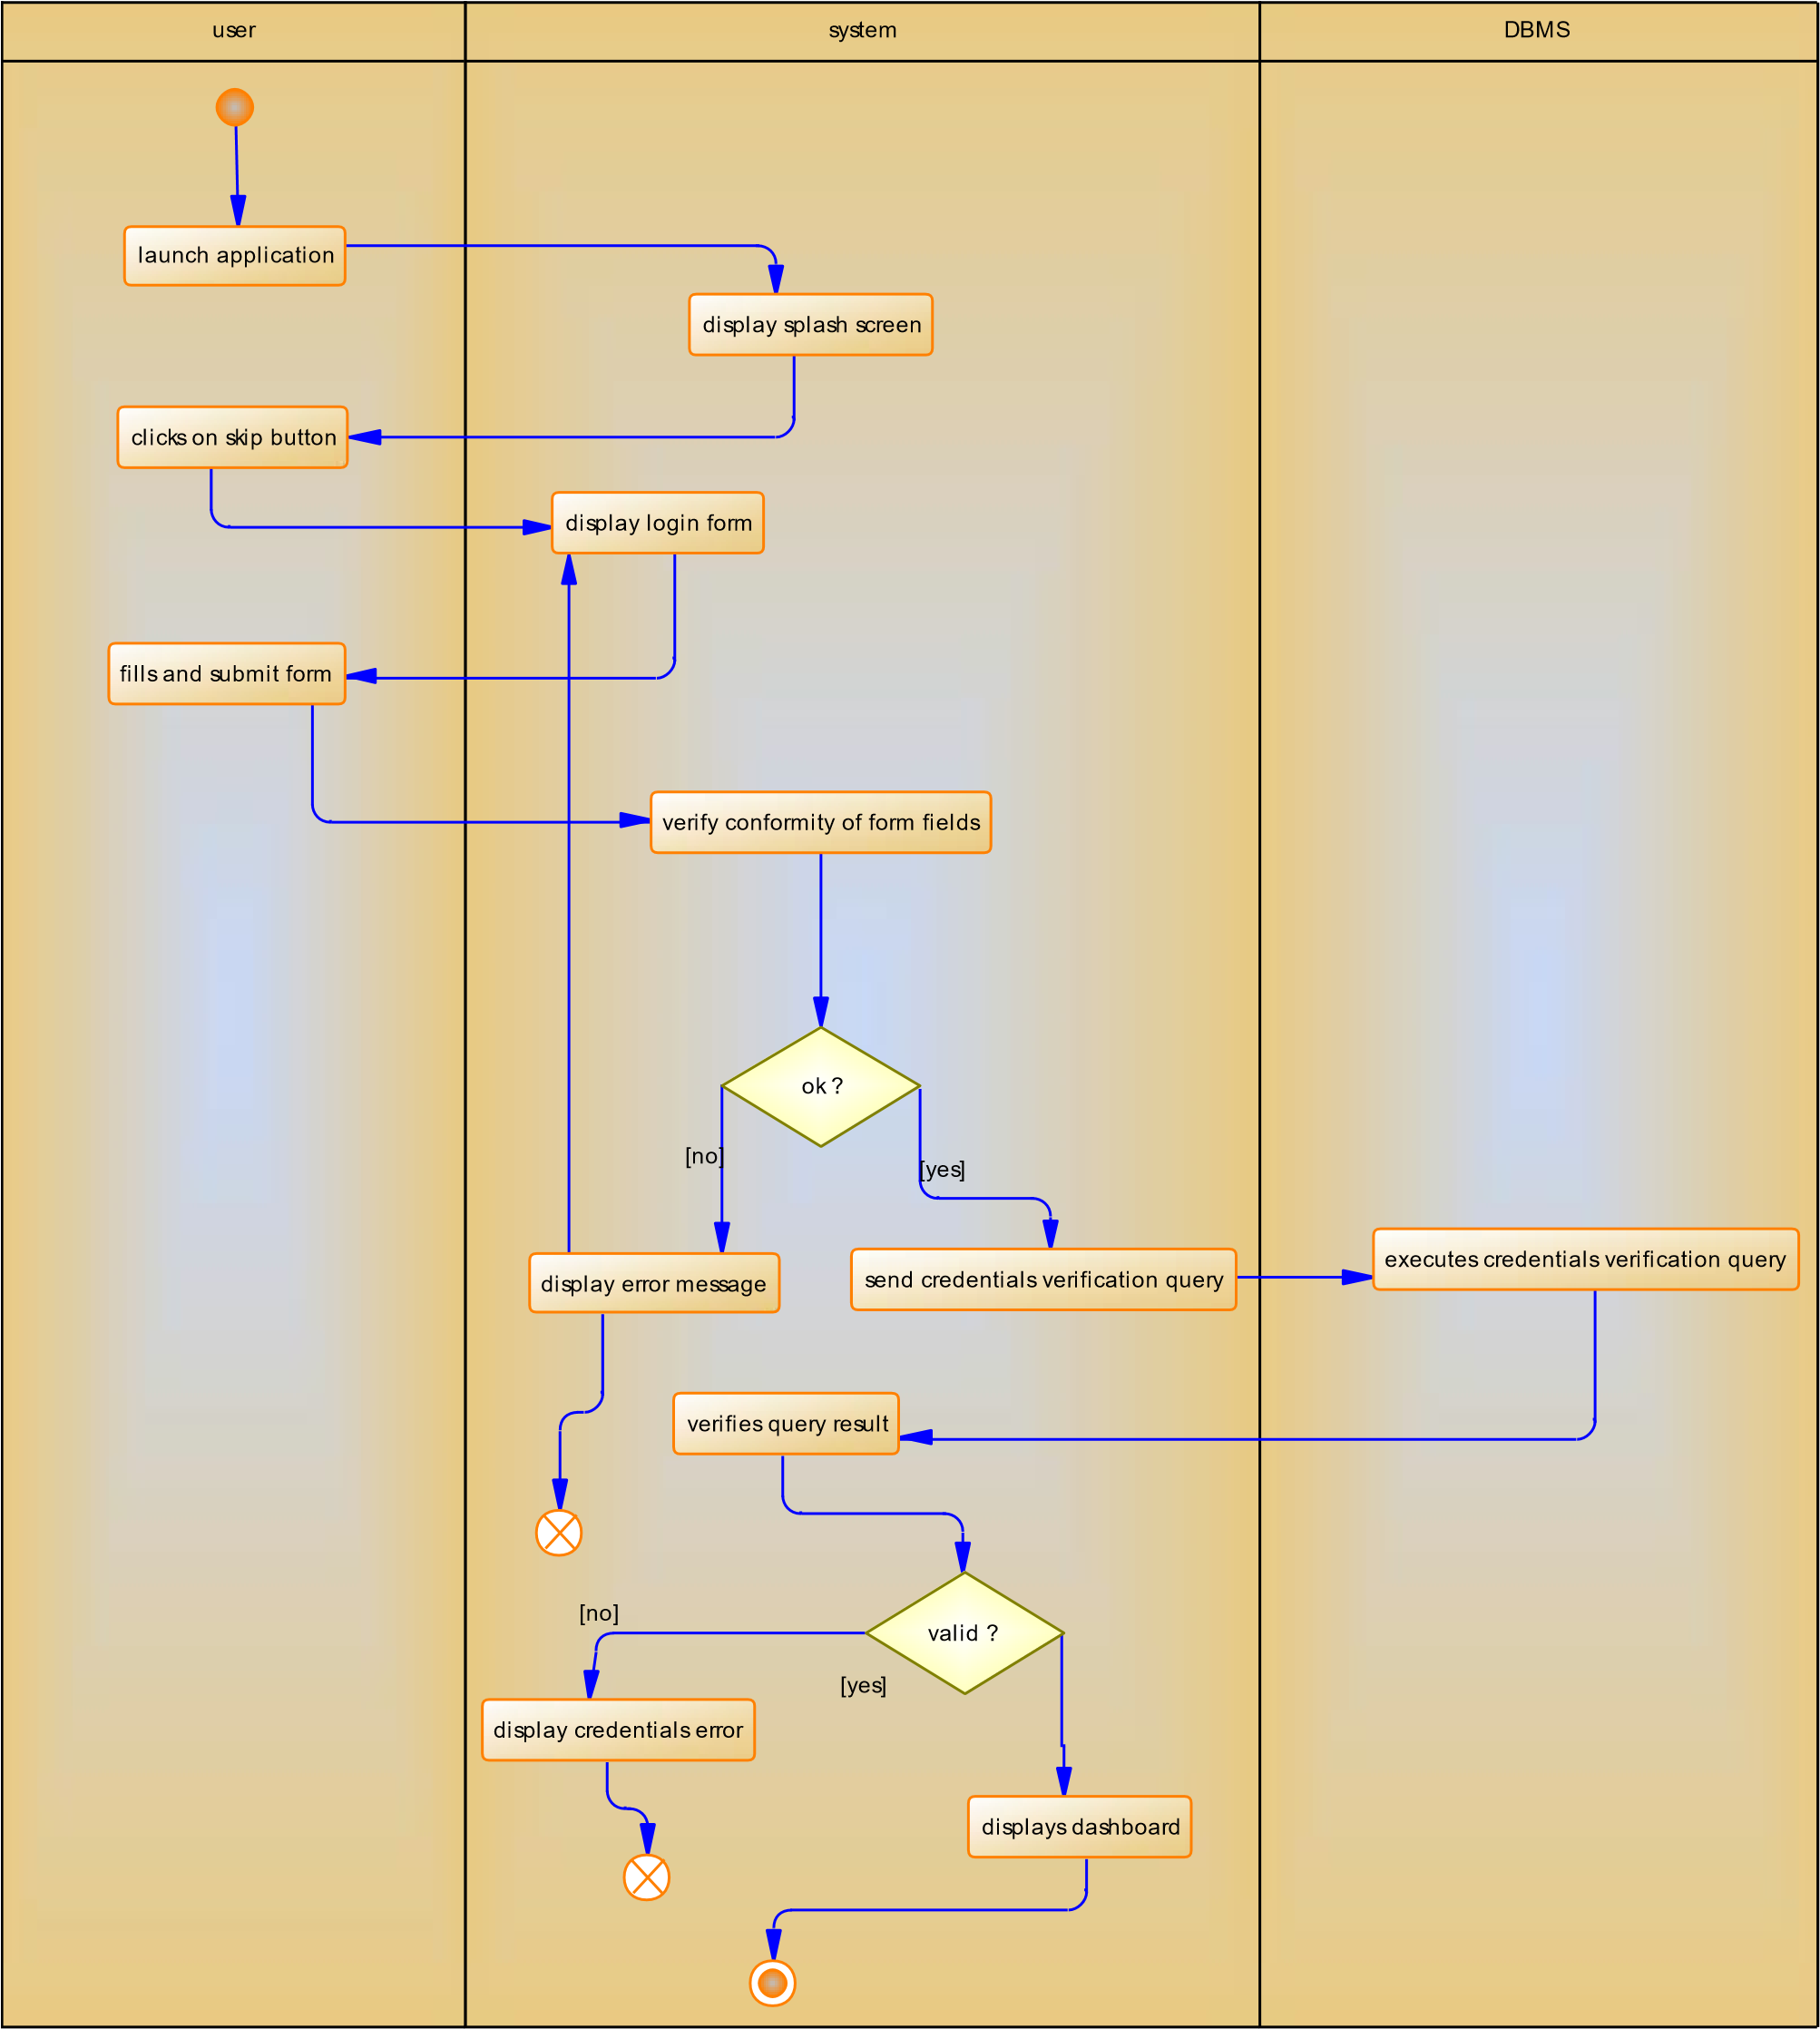 user
system
DBMS
launch application
display splash screen
clicks on skip button
display login form
fills and submit form
verify conformity of form fields
ok ?
[no]
[yes]
display error message
send credentials verification query
executes credentials verification query
verifies query result
[no]
valid ?
[yes]
display credentials error
displays dashboard